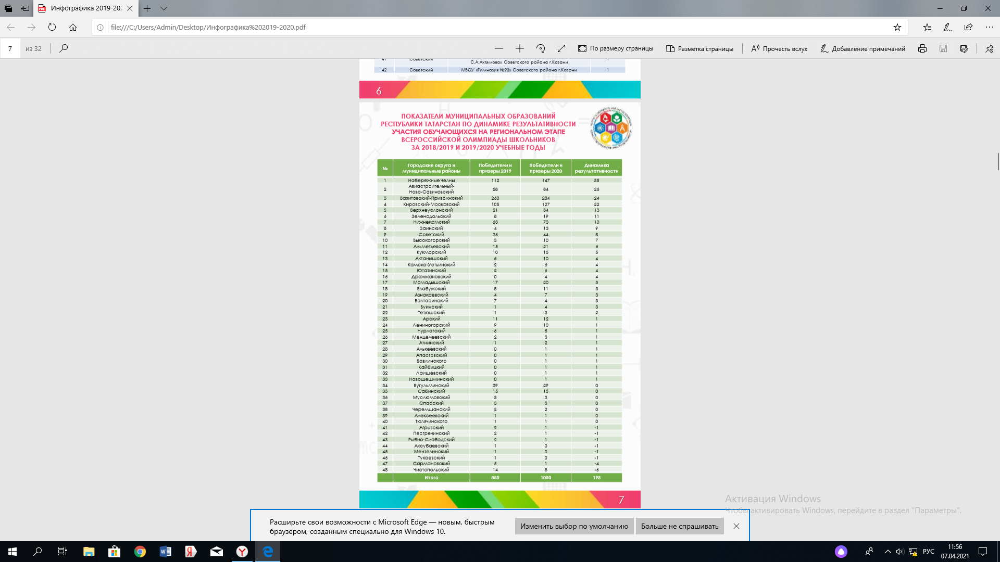 Инфографика 2019-202
file:///C:/Users/Admin/Desktop/Инфографика%202019-2020.pdf
7 из 32
По размеру страницы Разметка страницы Прочесть вслух Добавление примечаний
41 Советский С.А.Ахтямова» Советского района г.Казани 1
42 Советский МБОУ «Гимназия №93» Советского района г.Казани 1
6
ПОКАЗАТЕЛИ МУНИЦИПАЛЬНЫХ ОБРАЗОВАНИЙ
РЕСПУБЛИКИ ТАТАРСТАН ПО ДИНАМИКЕ РЕЗУЛЬТАТИВНОСТИ
УЧАСТИЯ ОБУЧАЮЩИХСЯ НА РЕГИОНАЛЬНОМ ЭТАПЕ
ВСЕРОССИЙСКОЙ ОЛИМПИАДЫ ШКОЛЬНИКОВ
ЗА 2018/2019 И 2019/2020 УЧЕБНЫЕ ГОДЫ
№ Городские округа и муниципальные районы Победители и призеры 2019 Победители и призеры 2020 Динамика результативности
1 Набережные Челны 112 147 35
2 Авиастроительный-Ново-Савиновский 58 84 26
3 Вахитовский-Приволжский 260 284 24
4 Кировский-Московский 105 127 22
5 Верхнеуслонский 21 34 13
6 Зеленодольский 8 19 11
7 Нижнекамский 63 73 10
8 Заинский 4 13 9
9 Советский 36 44 8
10 Высокогорский 3 10 7
11 Альметьевский 15 21 6
12 Кукморский 10 15 5
13 Актанышский 6 10 4
14 Камско-Устьинский 2 6 4
15 Ютазинский 2 6 4
16 Дрожжановский 0 4 4
17 Мамадышский 17 20 3
18 Елабужский 8 11 3
19 Азнакаевский 4 7 3
20 Балтасинский 7 4 3
21 Буинский 1 4 3
22 Тетюшский 1 3 2
23 Арский 11 12 1
24 Лениногорский 9 10 1
25 Нурлатский 6 5 1
26 Менделеевский 2 3 1
27 Атнинский 1 2 1
28 Алькеевский 0 1 1
29 Апастовский 0 1 1
30 Бавлинского 0 1 1
31 Кайбицкий 0 1 1
32 Лаишевский 0 1 1
33 Новошешминский 0 1 1
34 Бугульминский 29 29 0
35 Сабинский 15 15 0
36 Муслюмовский 3 3 0
37 Спасский 3 3 0
38 Черемшанский 2 2 0
39 Алексеевский 1 1 0
40 Тюлячинского 1 1 0
41 Агрызский 2 1 -1
42 Пестречинский 2 1 -1
43 Рыбно-Слободский 2 1 -1
44 Аксубаевский 1 0 -1
45 Мензелинский 1 0 -1
46 Тукаевский 1 0 -1
47 Сармановский 5 1 -4
48 Чистопольский 14 8 -6
Итого 855 1050 195
7
Активация Windows
Чтобы активировать Windows, перейдите в раздел "Параметры".
Расширьте свои возможности с Microsoft Edge — новым, быстрым
браузером, созданным специально для Windows 10.
Изменить выбор по умолчанию Больше не спрашивать
РУС
11:56
07.04.2021